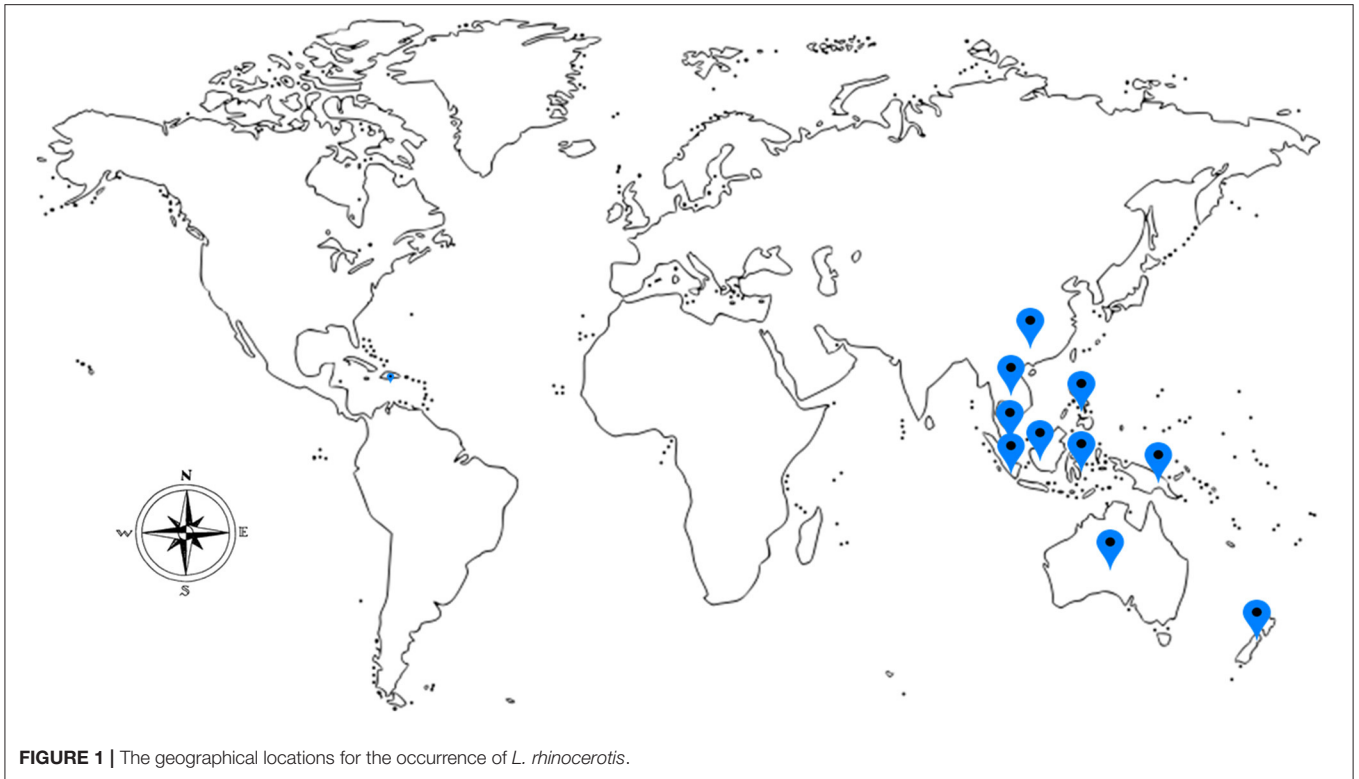 N
W
E
S
FIGURE 1 | The geographical locations for the occurrence of L. rhinocerotis.